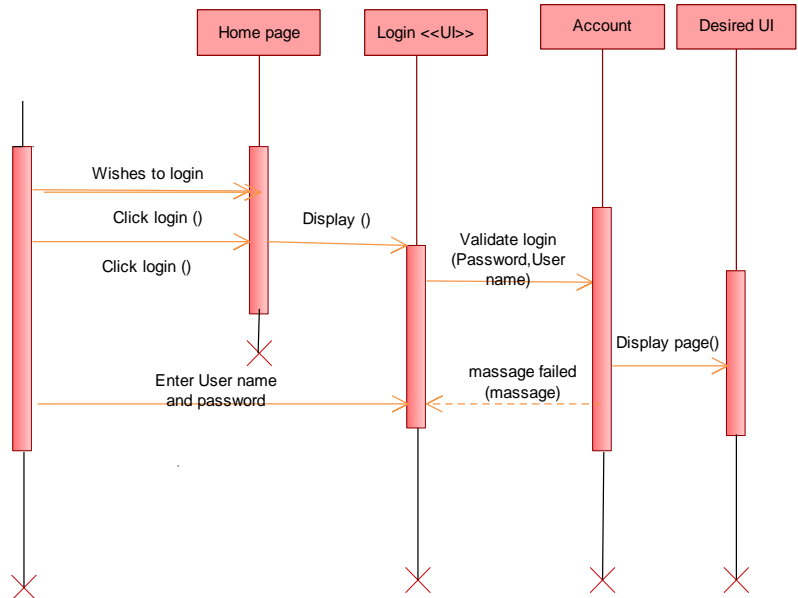 Home page
Login <<UI>>
Account
Desired UI
Wishes to login
Click login ()
Display ()
Click login ()
Validate login
(Password,User
name)
Display page()
Enter User name
and password
massage failed
(massage)